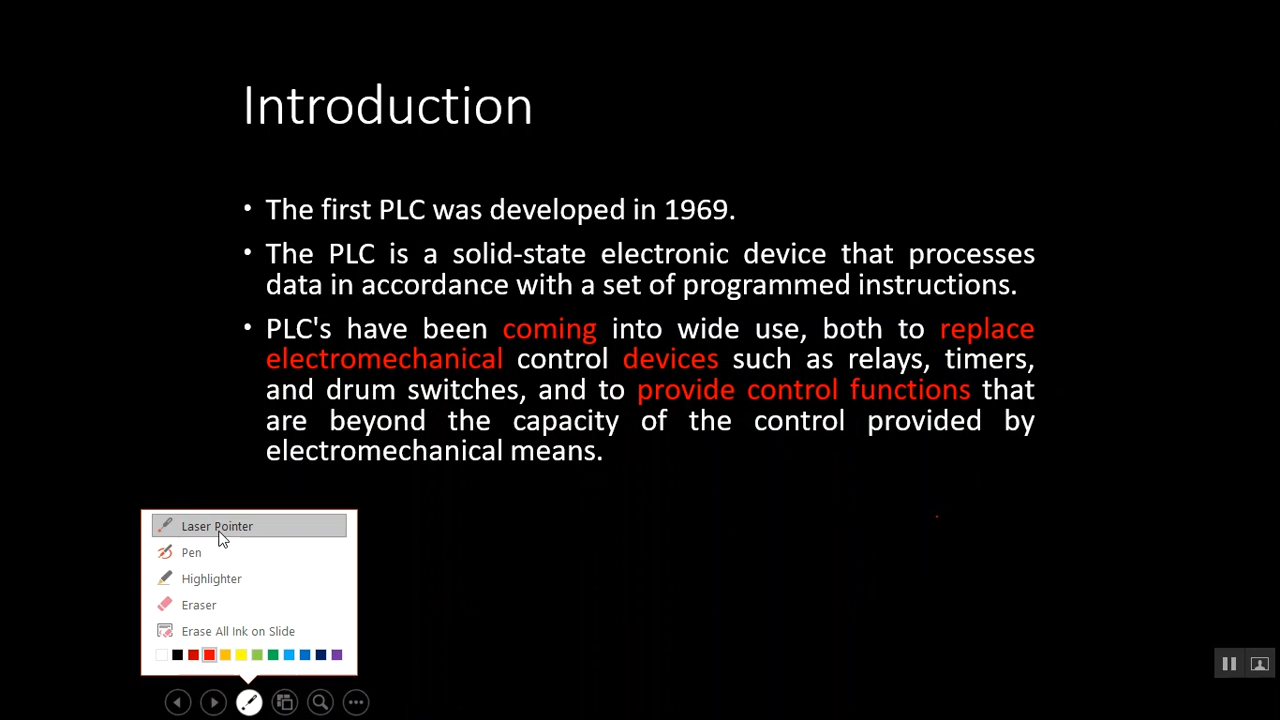 Introduction
• The first PLC was developed in 1969.
• The PLC is a solid-state electronic device that processes
data in accordance with a set of programmed instructions.
• PLC's have been coming into wide use, both to replace
electromechanical control devices such as relays, timers,
and drum switches, and to provide control functions that
are beyond the capacity of the control provided by
electromechanical means.
Laser Pointer
Pen
Highlighter
Eraser
Erase All Ink on Slide